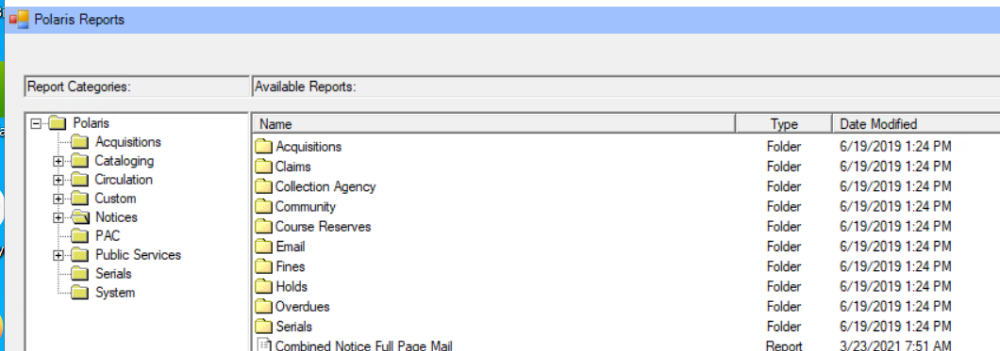 Polaris Reports
Report Categories:
Available Reports:
Polaris
Acquisitions
Cataloging
Circulation
Custom
Notices
PAC
Public Services
Serials
System
Name Type Date Modified
Acquisitions Folder 6/19/2019 1:24 PM
Claims Folder 6/19/2019 1:24 PM
Collection Agency Folder 6/19/2019 1:24 PM
Community Folder 6/19/2019 1:24 PM
Course Reserves Folder 6/19/2019 1:24 PM
Email Folder 6/19/2019 1:24 PM
Fines Folder 6/19/2019 1:24 PM
Holds Folder 6/19/2019 1:24 PM
Overdues Folder 6/19/2019 1:24 PM
Serials Folder 6/19/2019 1:24 PM
Combined Notice Full Page Mail Report 3/23/2021 7:51 AM